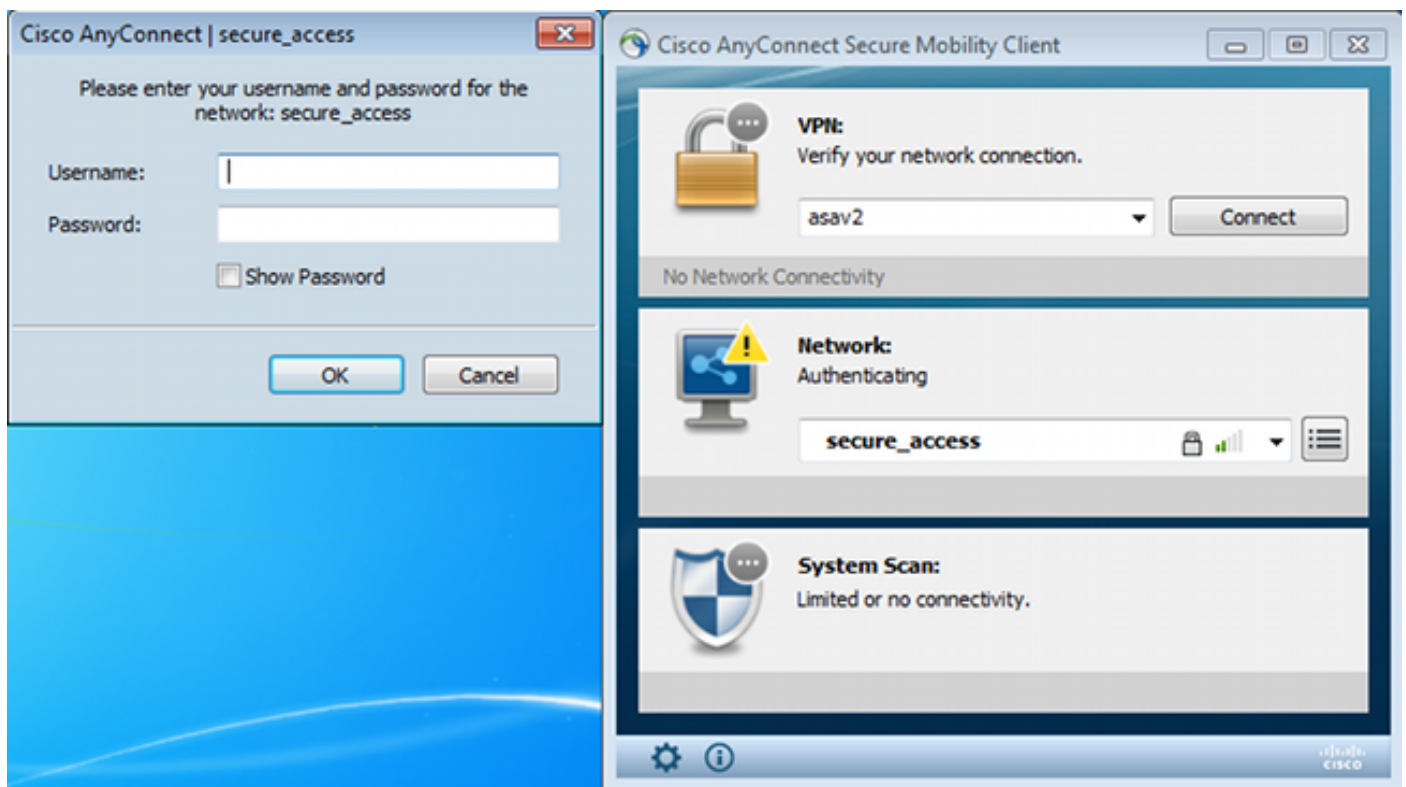 Cisco AnyConnect | secure_access
Please enter your username and password for the
network: secure_access
Username:
Password:
Show Password
OK
Cancel
Cisco AnyConnect Secure Mobility Client
VPN:
Verify your network connection.
asav2
Connect
No Network Connectivity
Network:
Authenticating
secure_access
System Scan:
Limited or no connectivity.
CISCO